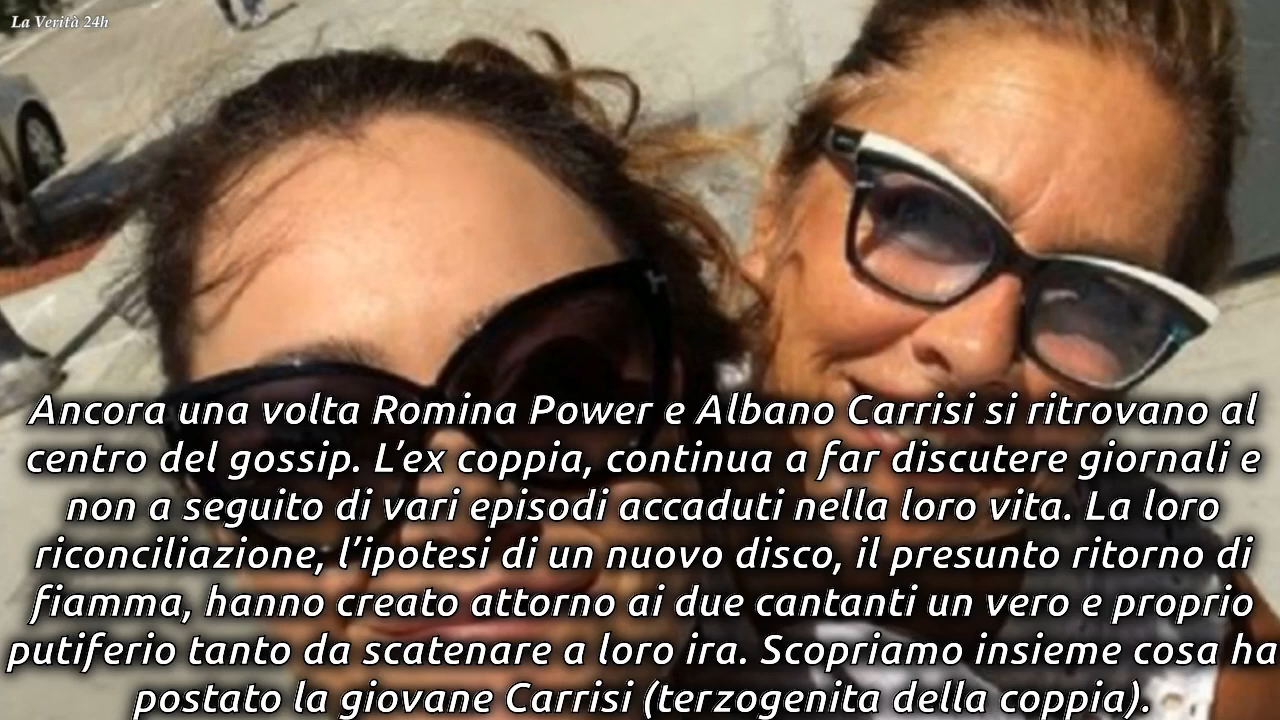 La Verità 24h
Ancora una volta Romina Power e Albano Carrisi si ritrovano al
centro del gossip. L’ex coppia, continua a far discutere giornali e
non a seguito di vari episodi accaduti nella loro vita. La loro
riconciliazione, l’ipotesi di un nuovo disco, il presunto ritorno di
fiamma, hanno creato attorno ai due cantanti un vero e proprio
putiferio tanto da scatenare a loro ira. Scopriamo insieme cosa ha
postato la giovane Carrisi (terzogenita della coppia).